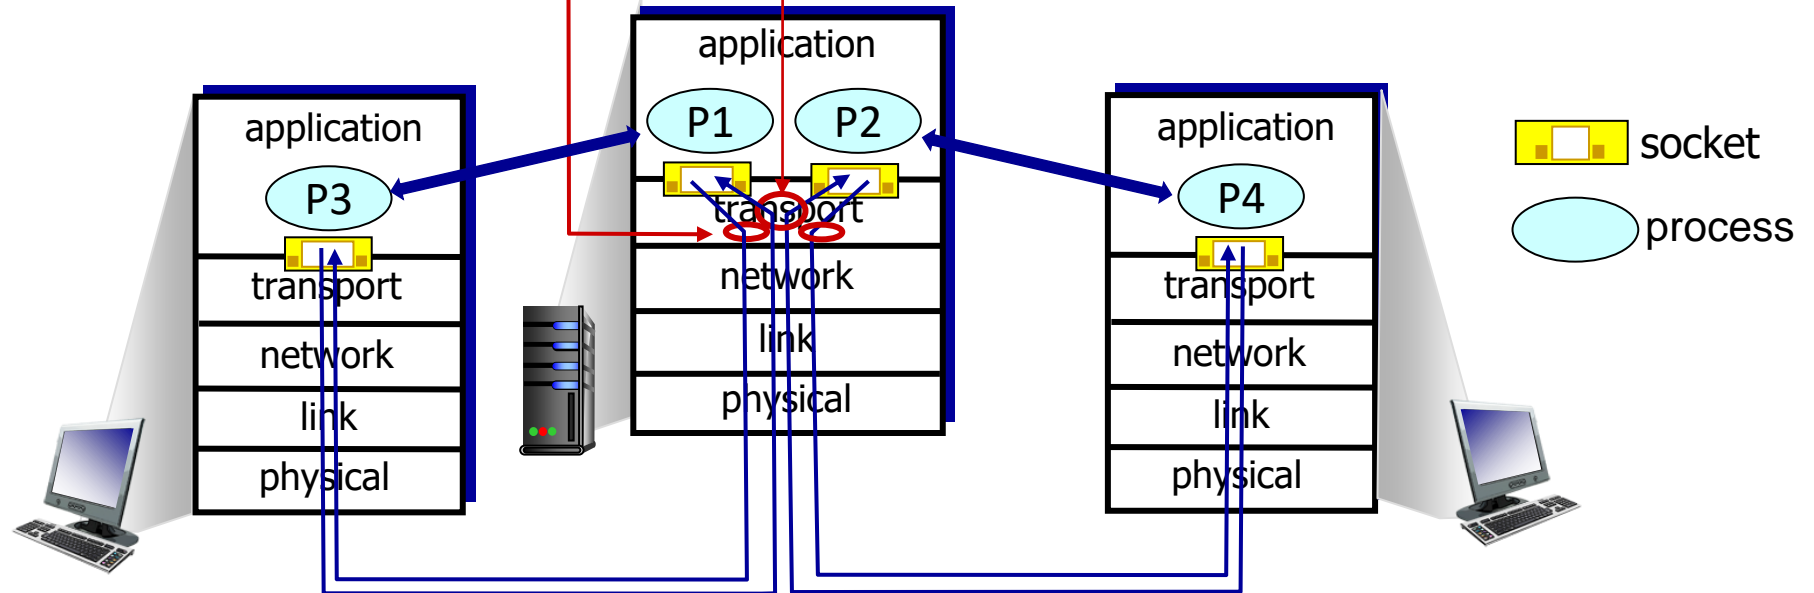 application
P1
P2
transport
network
link
physical
application
P3
transport
network
link
physical
application
P4
transport
network
link
physical
socket
process